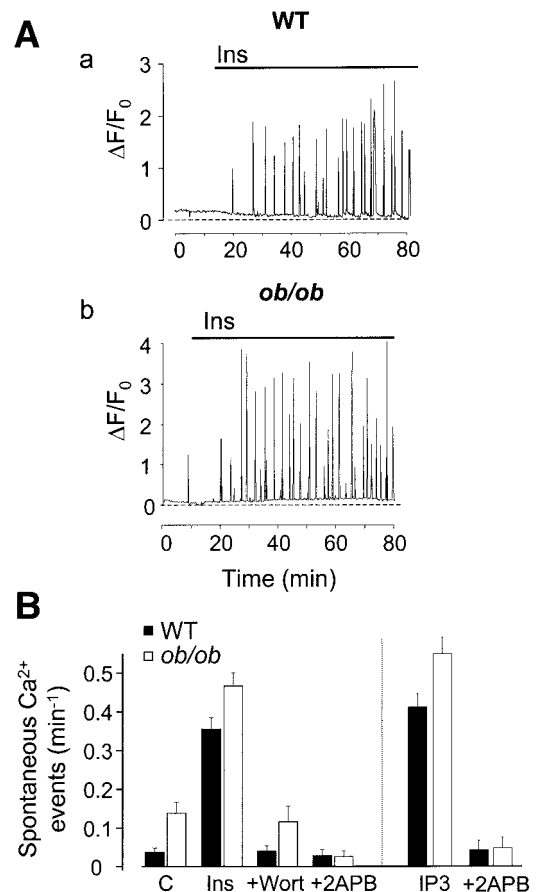 A
WT
a
Ins
ΔF/F0
3
2
1
0
0 20 40 60 80
ob/ob
b
Ins
ΔF/F0
4
3
2
1
0
0 20 40 60 80
Time (min)
B
WT
ob/ob
Spontaneous Ca²⁺
events (min⁻¹)
0.5
0.4
0.3
0.2
0.1
0
C Ins +Wort +2APB IP3 +2APB